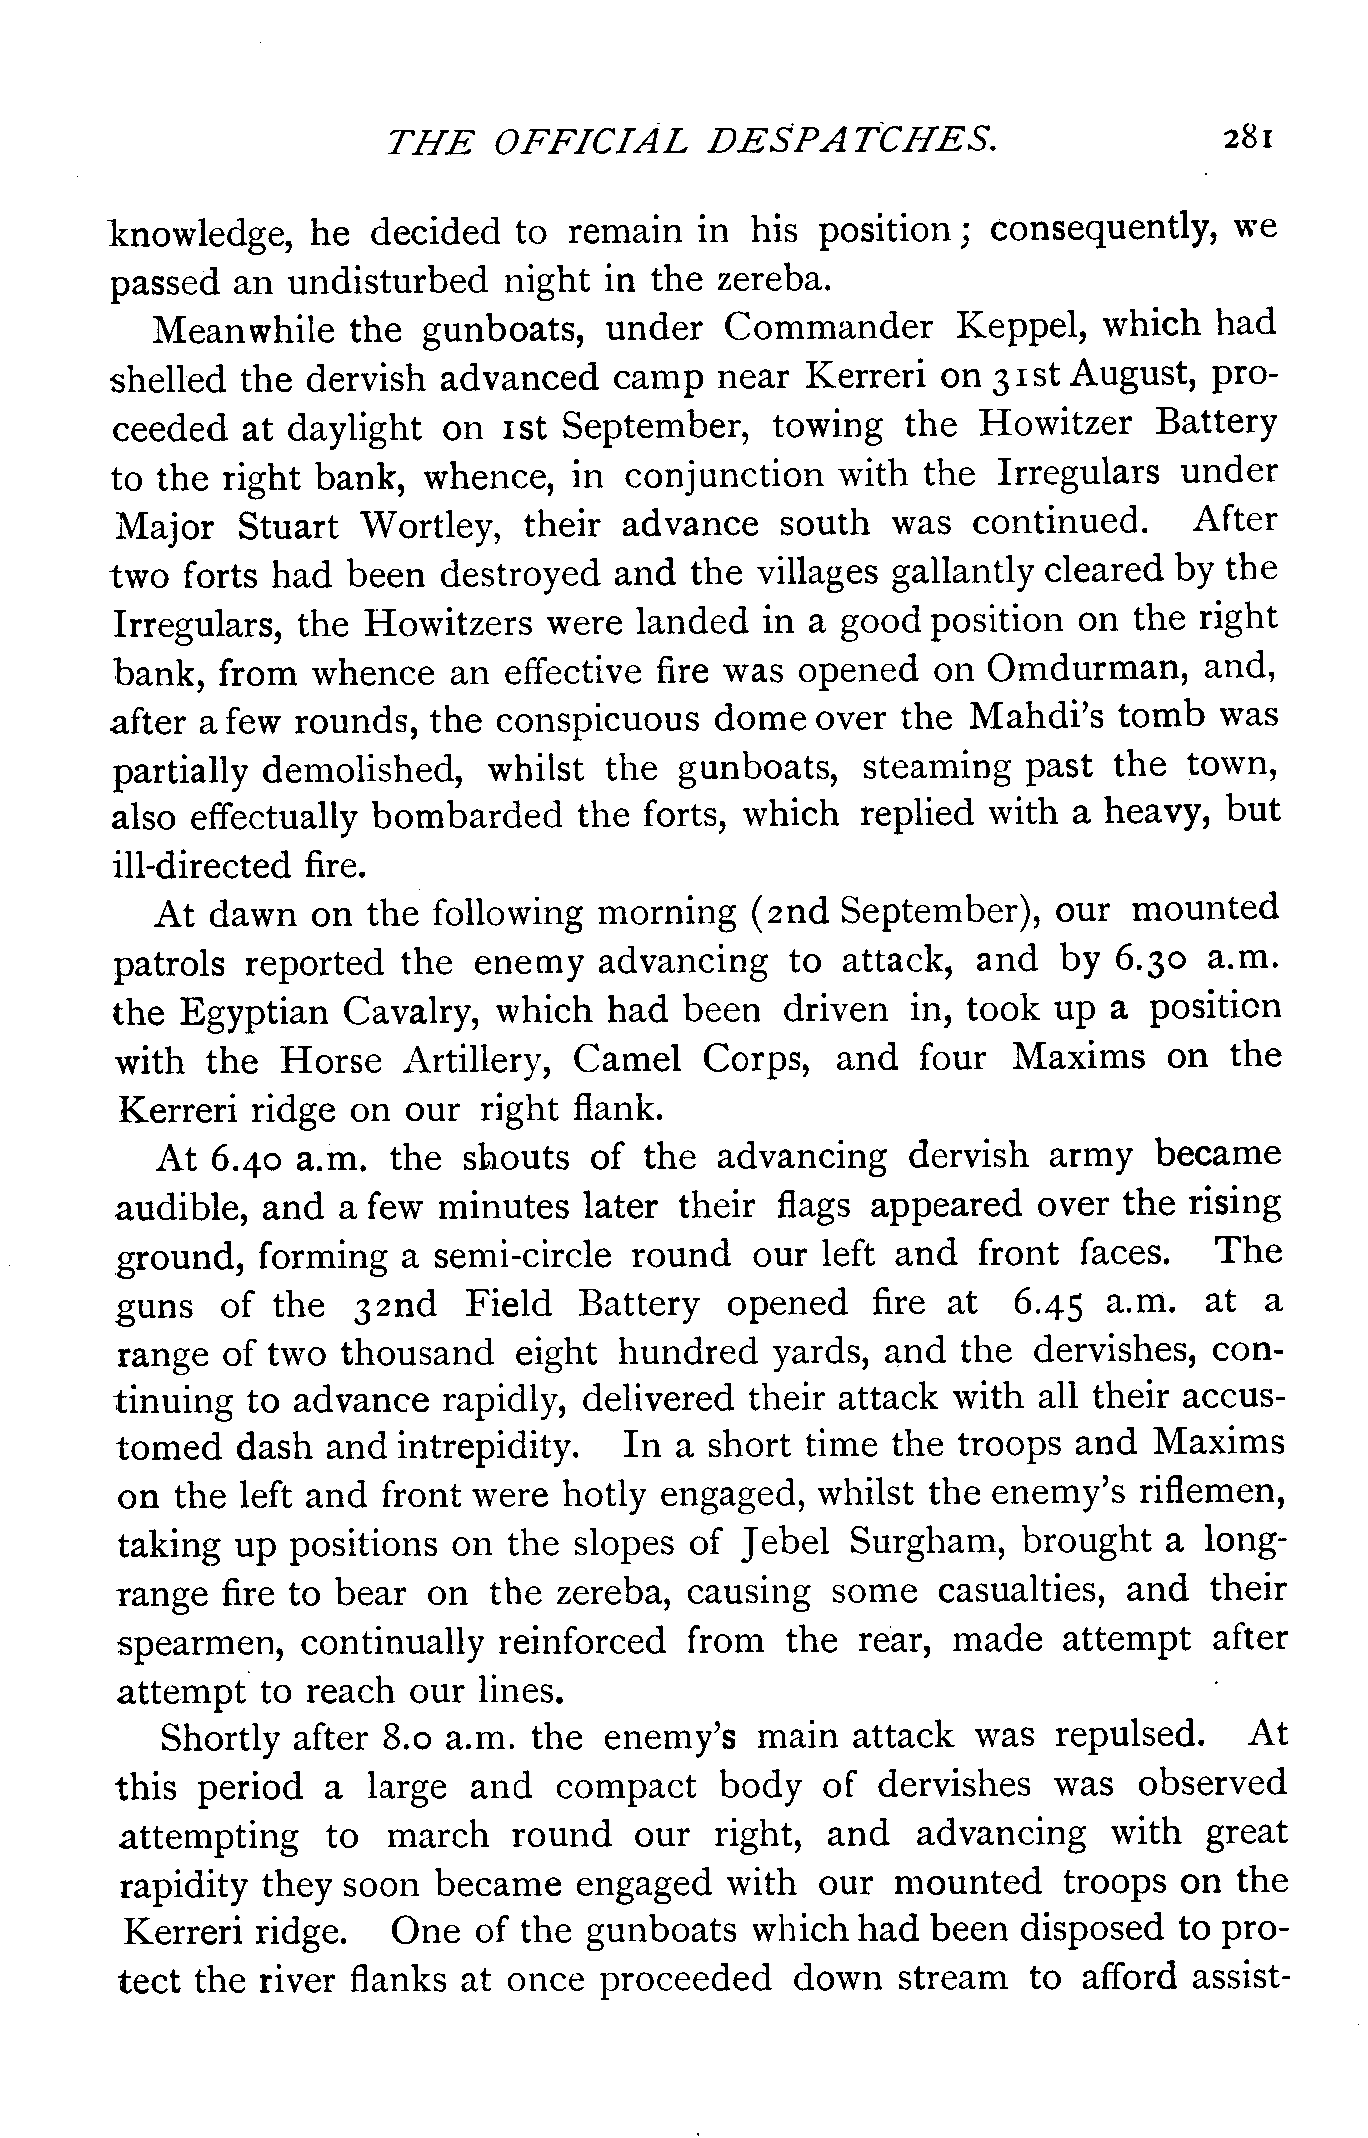 THE OFFICIAL DESPATCHES. 281
knowledge, he decided to remain in his position; consequently, we
passed an undisturbed night in the zereba.
Meanwhile the gunboats, under Commander Keppel, which had
shelled the dervish advanced camp near Kerreri on 31st August, pro-
ceeded at daylight on 1st September, towing the Howitzer Battery
to the right bank, whence, in conjunction with the Irregulars under
Major Stuart Wortley, their advance south was continued. After
two forts had been destroyed and the villages gallantly cleared by the
Irregulars, the Howitzers were landed in a good position on the right
bank, from whence an effective fire was opened on Omdurman, and,
after a few rounds, the conspicuous dome over the Mahdi's tomb was
partially demolished, whilst the gunboats, steaming past the town,
also effectually bombarded the forts, which replied with a heavy, but
ill-directed fire.
At dawn on the following morning (2nd September), our mounted
patrols reported the enemy advancing to attack, and by 6.30 a.m.
the Egyptian Cavalry, which had been driven in, took up a position
with the Horse Artillery, Camel Corps, and four Maxims on the
Kerreri ridge on our right flank.
At 6.40 a.m. the shouts of the advancing dervish army became
audible, and a few minutes later their flags appeared over the rising
ground, forming a semi-circle round our left and front faces. The
guns of the 32nd Field Battery opened fire at 6.45 a.m. at a
range of two thousand eight hundred yards, and the dervishes, con-
tinuing to advance rapidly, delivered their attack with all their accus-
tomed dash and intrepidity. In a short time the troops and Maxims
on the left and front were hotly engaged, whilst the enemy's riflemen,
taking up positions on the slopes of Jebel Surgham, brought a long-
range fire to bear on the zereba, causing some casualties, and their
spearmen, continually reinforced from the rear, made attempt after
attempt to reach our lines.
Shortly after 8.0 a.m. the enemy's main attack was repulsed. At
this period a large and compact body of dervishes was observed
attempting to march round our right, and advancing with great
rapidity they soon became engaged with our mounted troops on the
Kerreri ridge. One of the gunboats which had been disposed to pro-
tect the river flanks at once proceeded down stream to afford assist-